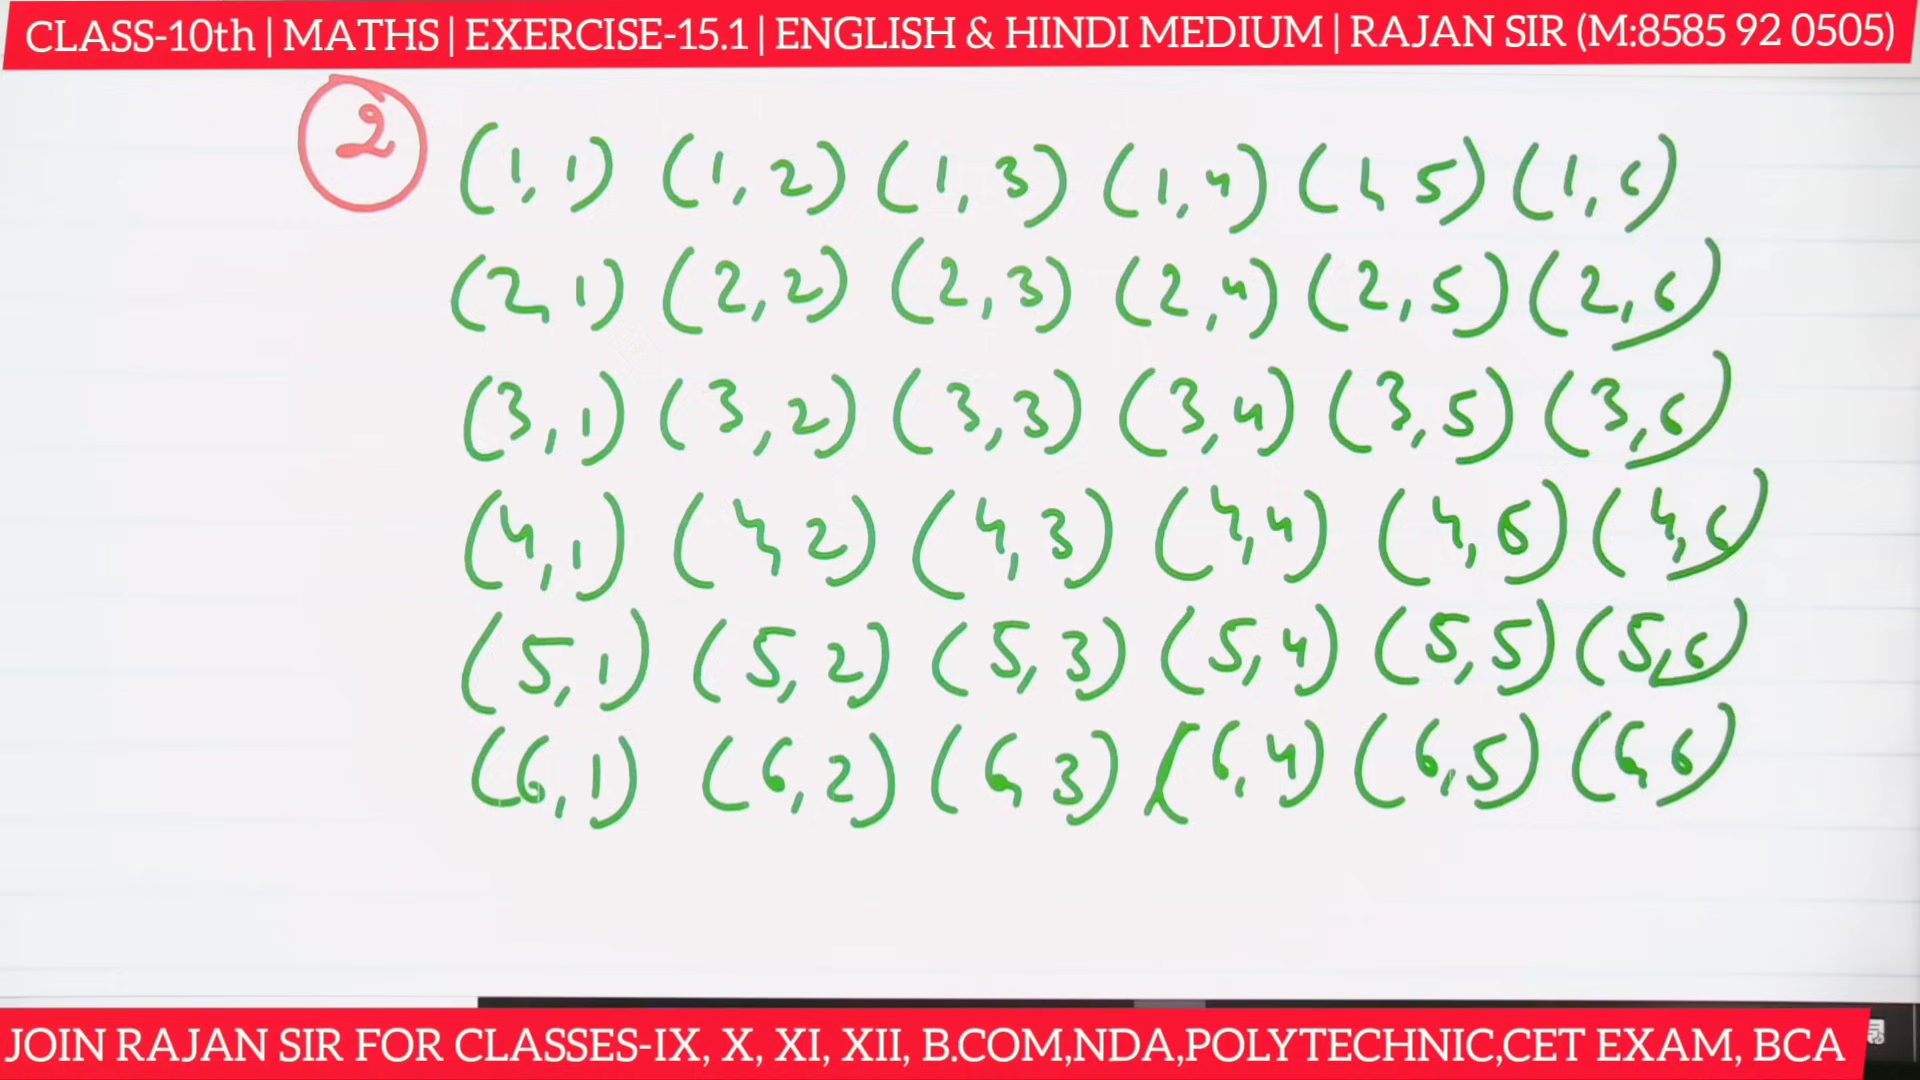 CLASS-10th | MATHS | EXERCISE-15.1 | ENGLISH & HINDI MEDIUM | RAJAN SIR (M:8585 92 0505)
2
(1,1) (1,2) (1,3) (1,4) (1,5) (1,6)
(2,1) (2,2) (2,3) (2,4) (2,5) (2,6)
(3,1) (3,2) (3,3) (3,4) (3,5) (3,6)
(4,1) (4,2) (4,3) (4,4) (4,5) (4,6)
(5,1) (5,2) (5,3) (5,4) (5,5) (5,6)
(6,1) (6,2) (6,3) (6,4) (6,5) (6,6)
JOIN RAJAN SIR FOR CLASSES-IX, X, XI, XII, B.COM,NDA,POLYTECHNIC,CET EXAM, BCA